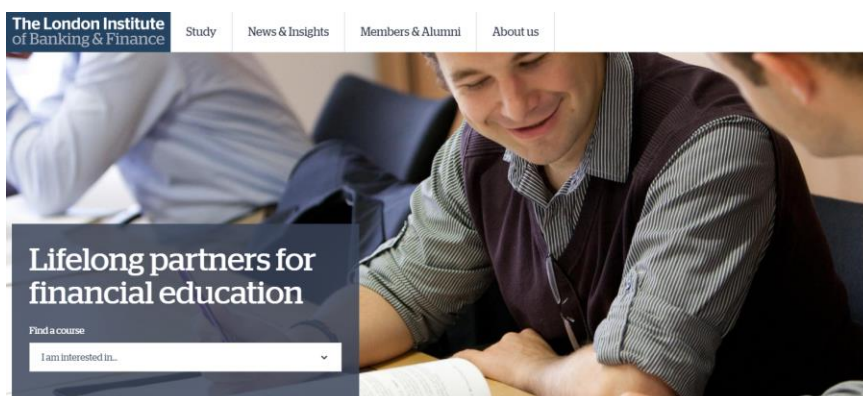 The London Institute
of Banking & Finance
Study
News & Insights
Members & Alumni
About us
Lifelong partners for
financial education
Find a course
I am interested in...